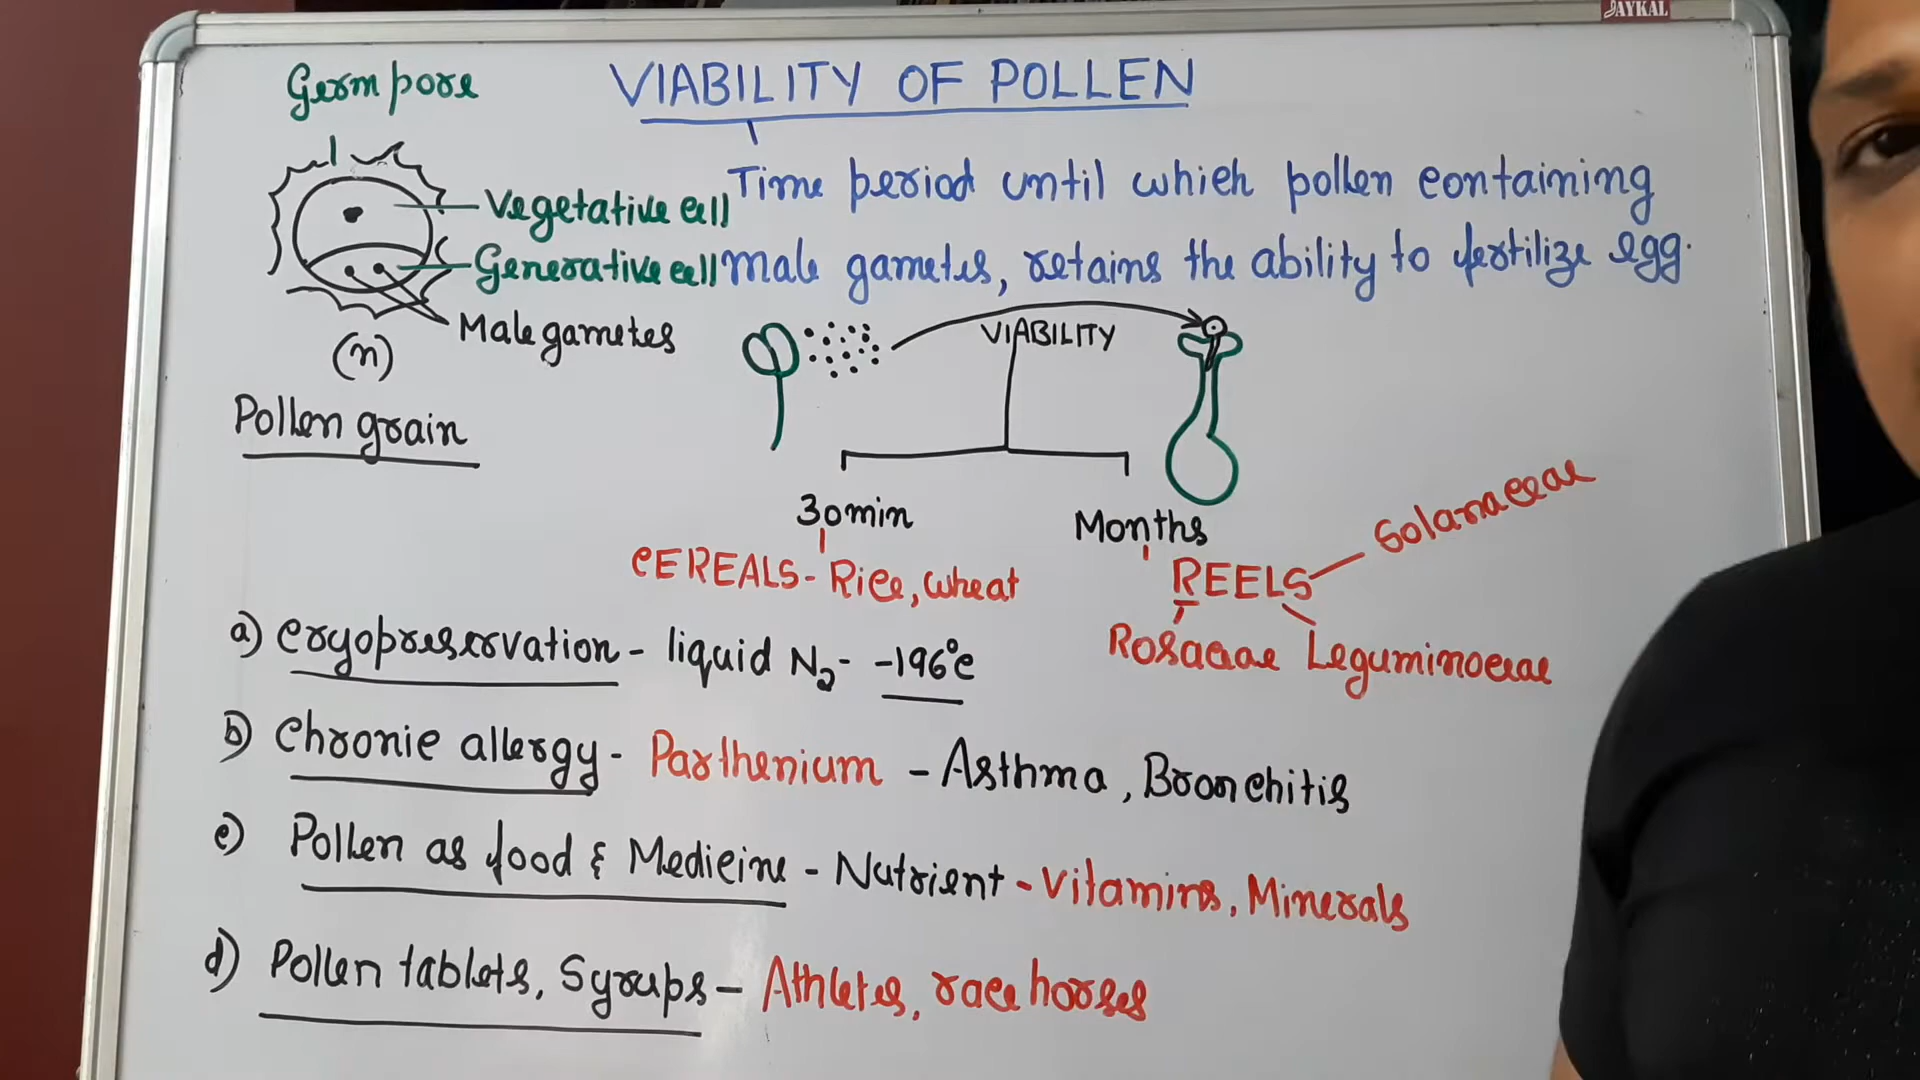 JAYKAL
VIABILITY OF POLLEN
Germ pore
Time period until which pollen containing
male gametes, retains the ability to fertilize egg.
Vegetative cell
Generative cell
Male gametes
(n)
Pollen grain
VIABILITY
30min
Months
CEREALS - Rice, wheat
REELS
Solanaceae
Rosaceae
Leguminoceae
a) Cryopreservation - liquid N2 - -196°c
b) Chronic allergy - Parthenium - Asthma, Bronchitis
c) Pollen as food & Medicine - Nutrient - Vitamins, Minerals
d) Pollen tablets, Syrups - Athletes, race horses